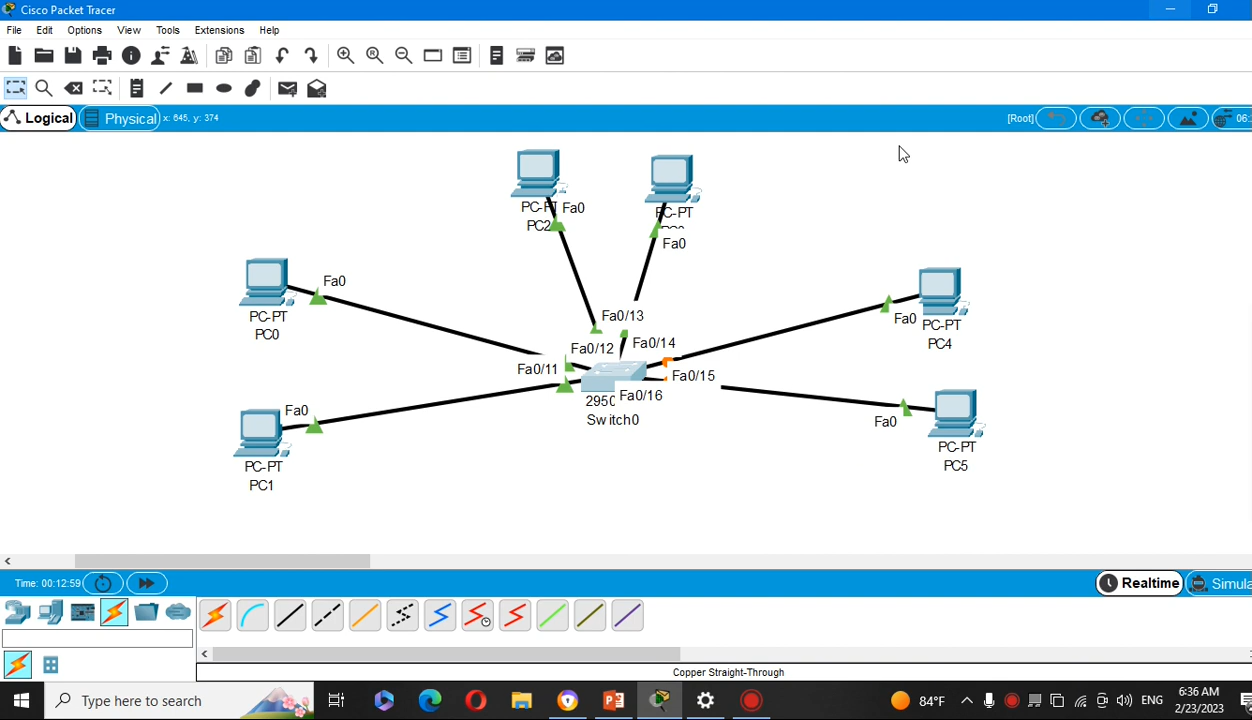 Cisco Packet Tracer
File Edit Options View Tools Extensions Help
Logical Physical x: 645, y: 374 [Root] 06:
PC-PT Fa0
PC2
PC-PT
Fa0
Fa0
PC-PT
PC0
Fa0
PC-PT
PC4
Fa0/13
Fa0/12 Fa0/14
Fa0/11 Fa0/15
2950 Fa0/16
Switch0
Fa0
PC-PT
PC1
Fa0
PC-PT
PC5
Time: 00:12:59 Realtime Simula
Copper Straight-Through
Type here to search 84°F ENG 6:36 AM
2/23/2023